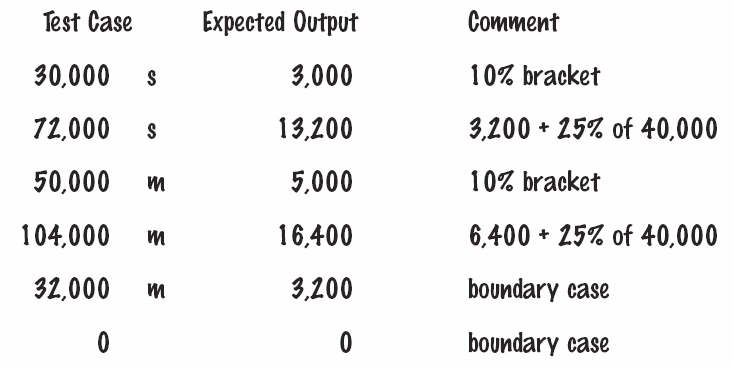 Test Case Expected Output Comment
30,000 s 3,000 10% bracket
72,000 s 13,200 3,200 + 25% of 40,000
50,000 m 5,000 10% bracket
104,000 m 16,400 6,400 + 25% of 40,000
32,000 m 3,200 boundary case
0 0 boundary case